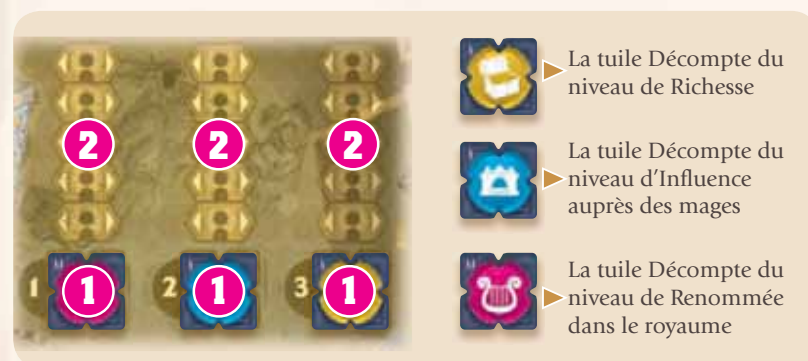 2 2 2
1 1 2 1 3 1
La tuile Décompte du
niveau de Richesse
La tuile Décompte du
niveau d'Influence
auprès des mages
La tuile Décompte du
niveau de Renommée
dans le royaume